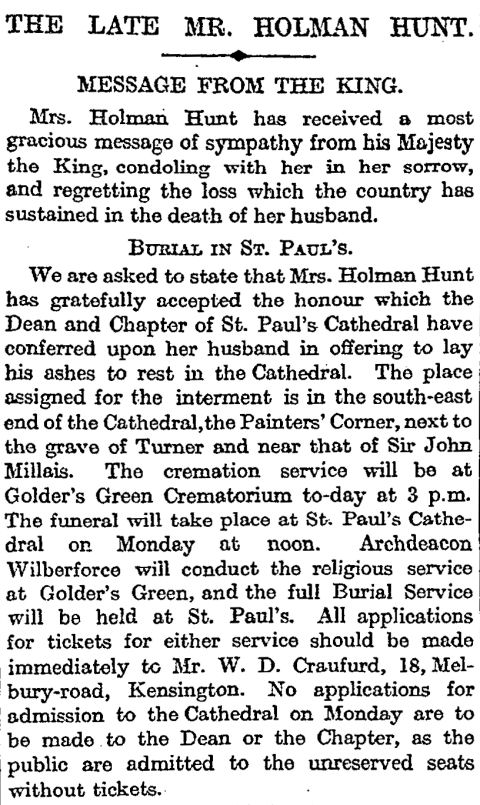 THE LATE MR. HOLMAN HUNT.
MESSAGE FROM THE KING.
Mrs. Holman Hunt has received a most
gracious message of sympathy from his Majesty
the King, condoling with her in her sorrow,
and regretting the loss which the country has
sustained in the death of her husband.
BURIAL IN ST. PAUL'S.
We are asked to state that Mrs. Holman Hunt
has gratefully accepted the honour which the
Dean and Chapter of St. Paul's Cathedral have
conferred upon her husband in offering to lay
his ashes to rest in the Cathedral. The place
assigned for the interment is in the south-east
end of the Cathedral, the Painters' Corner, next to
the grave of Turner and near that of Sir John
Millais. The cremation service will be at
Golder's Green Crematorium to-day at 3 p.m.
The funeral will take place at St. Paul's Cathe-
dral on Monday at noon. Archdeacon
Wilberforce will conduct the religious service
at Golder's Green, and the full Burial Service
will be held at St. Paul's. All applications
for tickets for either service should be made
immediately to Mr. W. D. Craufurd, 18, Mel-
bury-road, Kensington. No applications for
admission to the Cathedral on Monday are to
be made to the Dean or the Chapter, as the
public are admitted to the unreserved seats
without tickets.